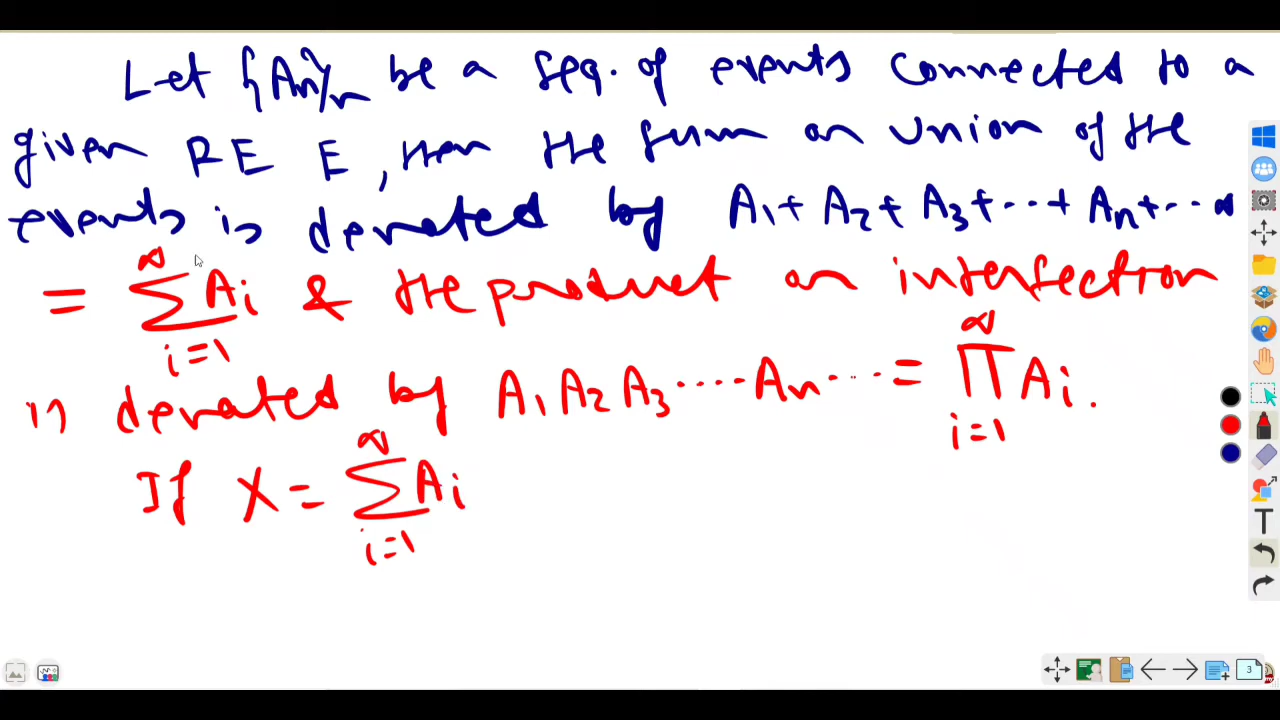 Let {An}n be a seq. of events connected to a
given RE E, then the sum or union of the
events is denoted by A1 + A2 + A3 + ... + An + ... ∞
= ∞∑i=1 Ai & the product or intersection
is denoted by A1 A2 A3 .... An ... = ∞∏i=1 Ai.
If X = ∞∑i=1 Ai
T
3